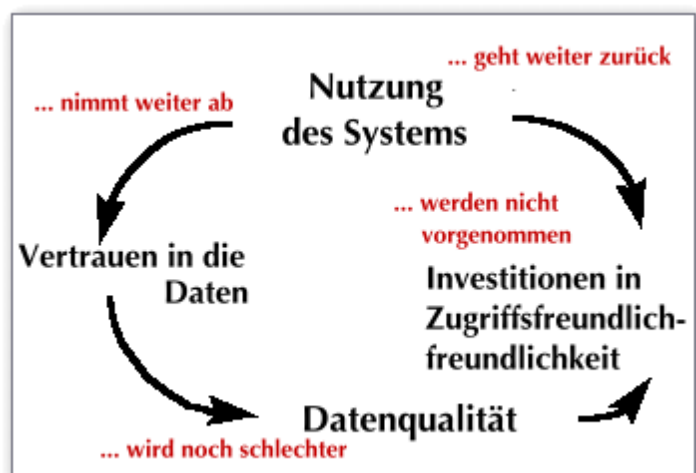 ... geht weiter zurück
Nutzung
des Systems
... nimmt weiter ab
... werden nicht
vorgenommen
Vertrauen in die
Daten
Investitionen in
Zugriffsfreundlich-
freundlichkeit
Datenqualität
... wird noch schlechter